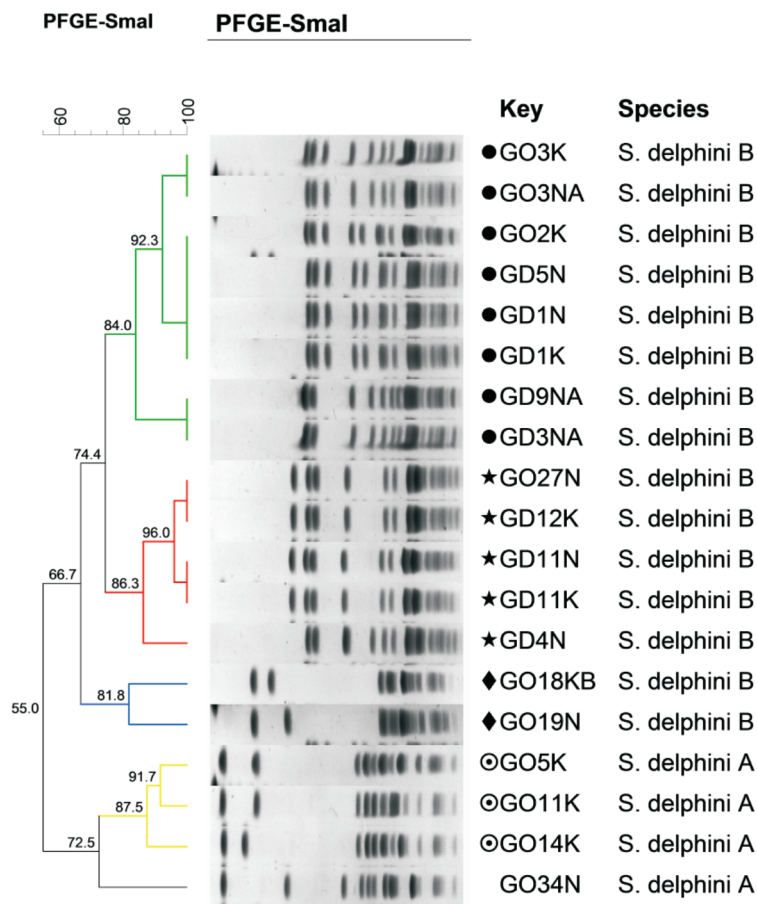 PFGE-SmaI PFGE-SmaI
60 80 100
Key Species
GO3K S. delphini B
GO3NA S. delphini B
92.3 GO2K S. delphini B
GD5N S. delphini B
84.0 GD1N S. delphini B
GD1K S. delphini B
GD9NA S. delphini B
GD3NA S. delphini B
74.4
GO27N S. delphini B
GD12K S. delphini B
96.0
GD11N S. delphini B
66.7 86.3 GD11K S. delphini B
GD4N S. delphini B
GO18KB S. delphini B
55.0 81.8 GO19N S. delphini B
GO5K S. delphini A
91.7
87.5 GO11K S. delphini A
72.5 GO14K S. delphini A
GO34N S. delphini A